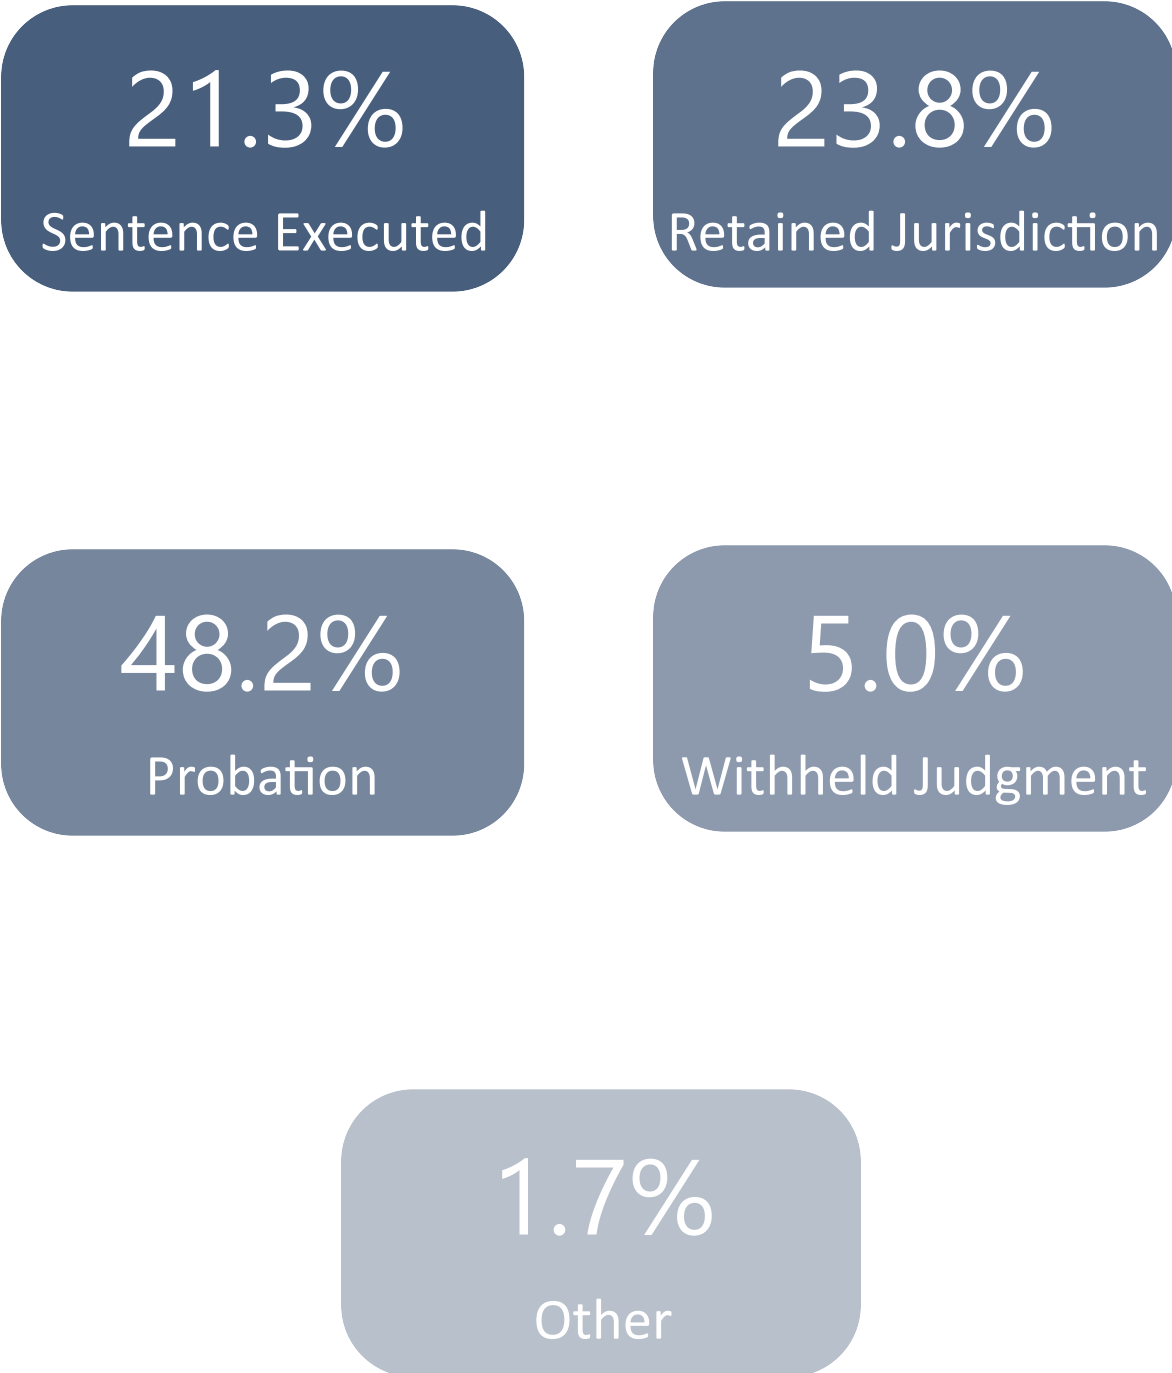 21.3%
Sentence Executed
23.8%
Retained Jurisdiction
48.2%
Probation
5.0%
Withheld Judgment
1.7%
Other